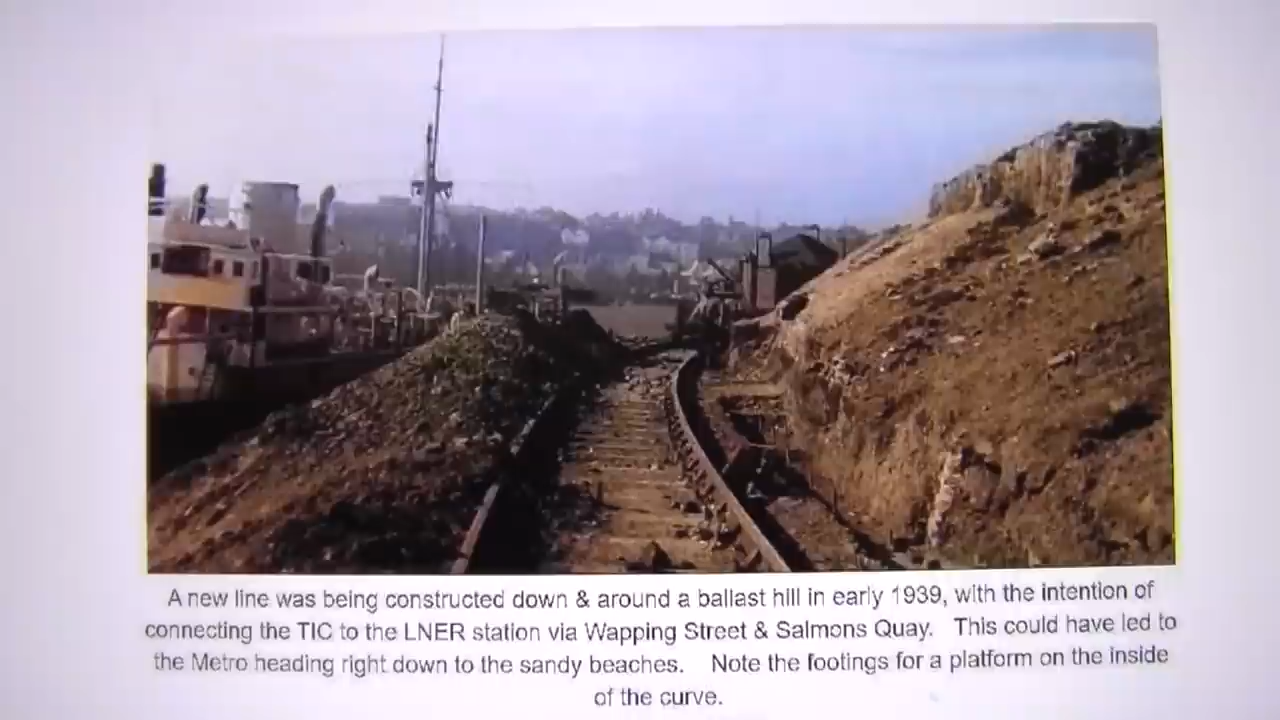 A new line was being constructed down & around a ballast hill in early 1939, with the intention of
connecting the TIC to the LNER station via Wapping Street & Salmons Quay. This could have led to
the Metro heading right down to the sandy beaches. Note the footings for a platform on the inside
of the curve.